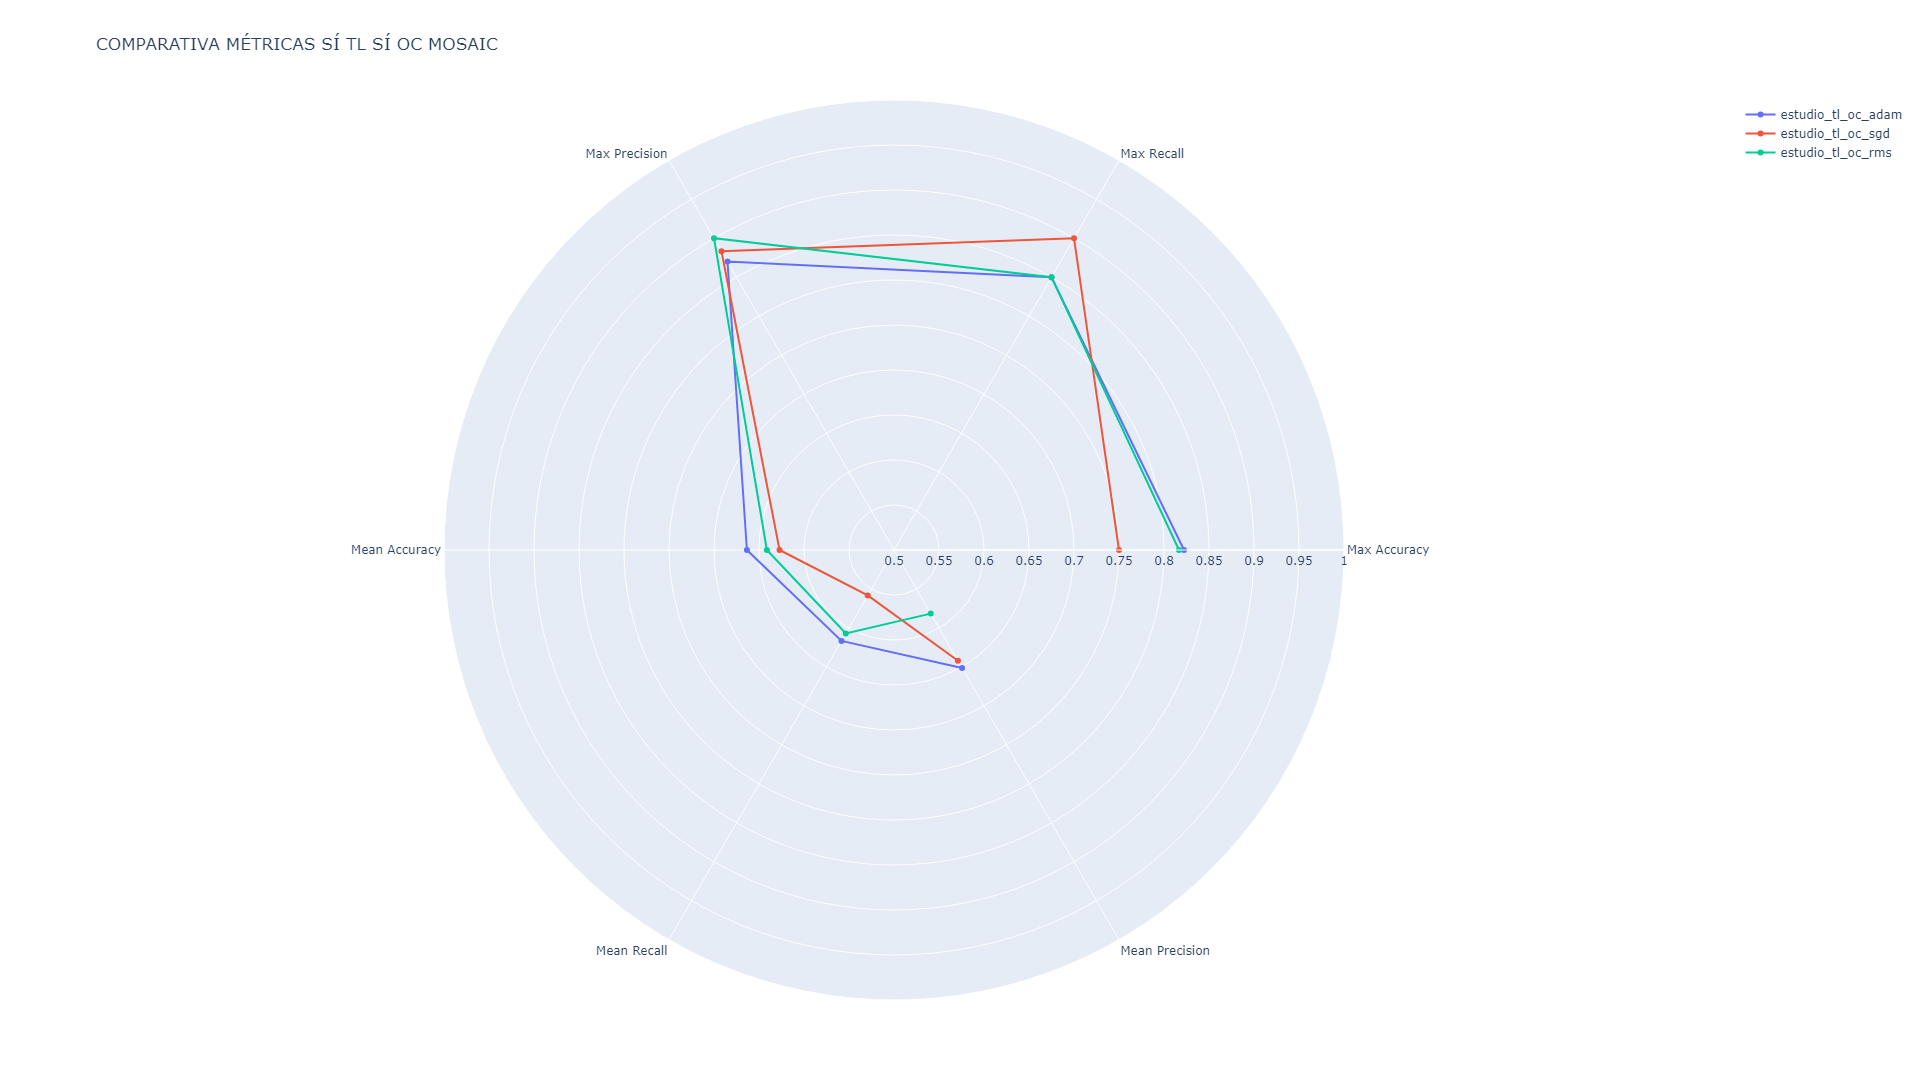 COMPARATIVA MÉTRICAS SÍ TL SÍ OC MOSAIC
estudio_tl_oc_adam
estudio_tl_oc_sgd
estudio_tl_oc_rms
Max Precision
Max Recall
Mean Accuracy
Max Accuracy
0.5 0.55 0.6 0.65 0.7 0.75 0.8 0.85 0.9 0.95 1
Mean Recall
Mean Precision